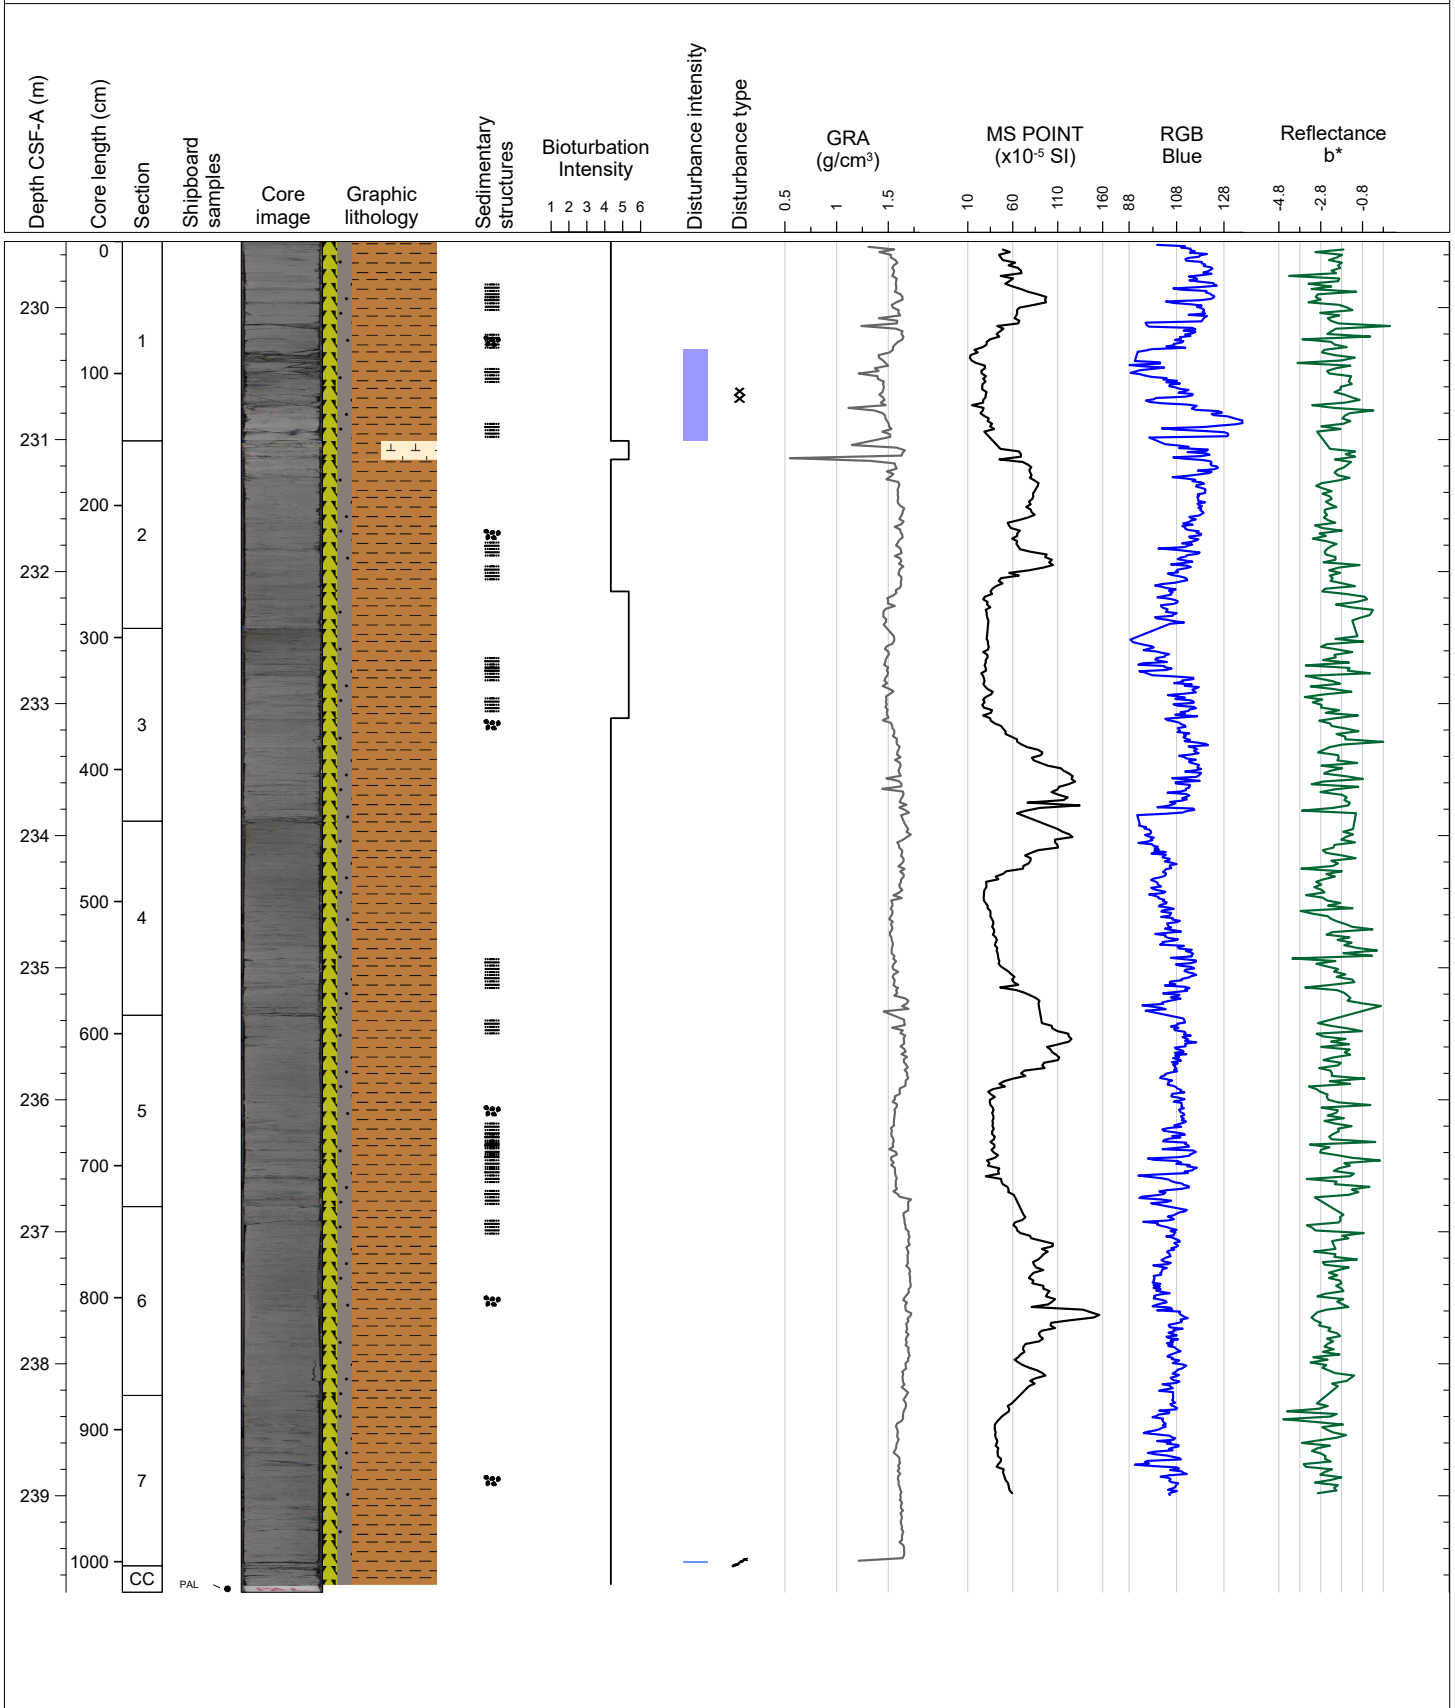 Depth CSF-A (m)
Core length (cm)
Section
Shipboard
samples
Core
image
Graphic
lithology
Sedimentary
structures
Bioturbation
Intensity
1 2 3 4 5 6
Disturbance intensity
Disturbance type
GRA
(g/cm³)
0.5
1
1.5
MS POINT
(x10⁻⁵ SI)
10
60
110
160
RGB
Blue
88
108
128
Reflectance
b*
-4.8
-2.8
-0.8
0
230
1
100
231
200
2
232
300
233
3
400
234
4
500
235
600
5
236
700
237
6
800
238
900
7
239
1000
CC
PAL